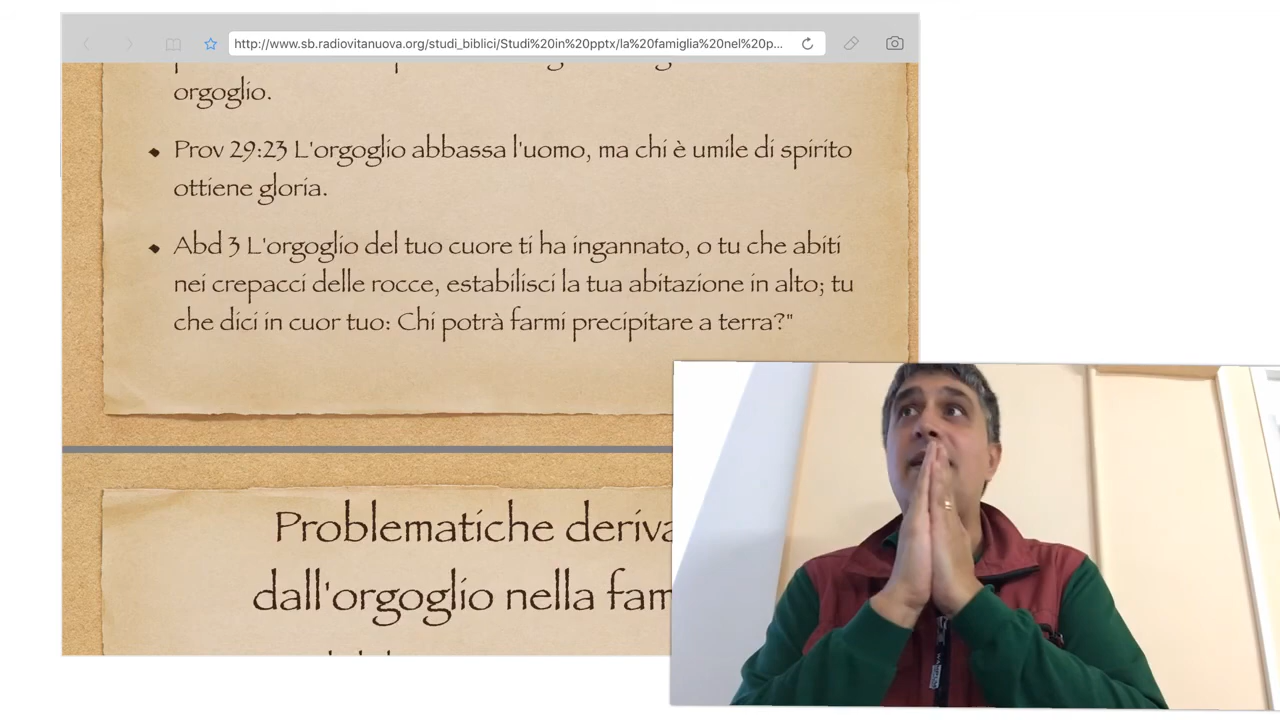 http://www.sb.radiovitanuova.org/studi_biblici/Studi%20in%20pptx/la%20famiglia%20nel%20p...
orgoglio.
Prov 29:23 L'orgoglio abbassa l'uomo, ma chi è umile di spirito
ottiene gloria.
Abd 3 L'orgoglio del tuo cuore ti ha ingannato, o tu che abiti
nei crepacci delle rocce, estabilisci la tua abitazione in alto; tu
che dici in cuor tuo: Chi potrà farmi precipitare a terra?"
Problematiche deriva
dall'orgoglio nella fam